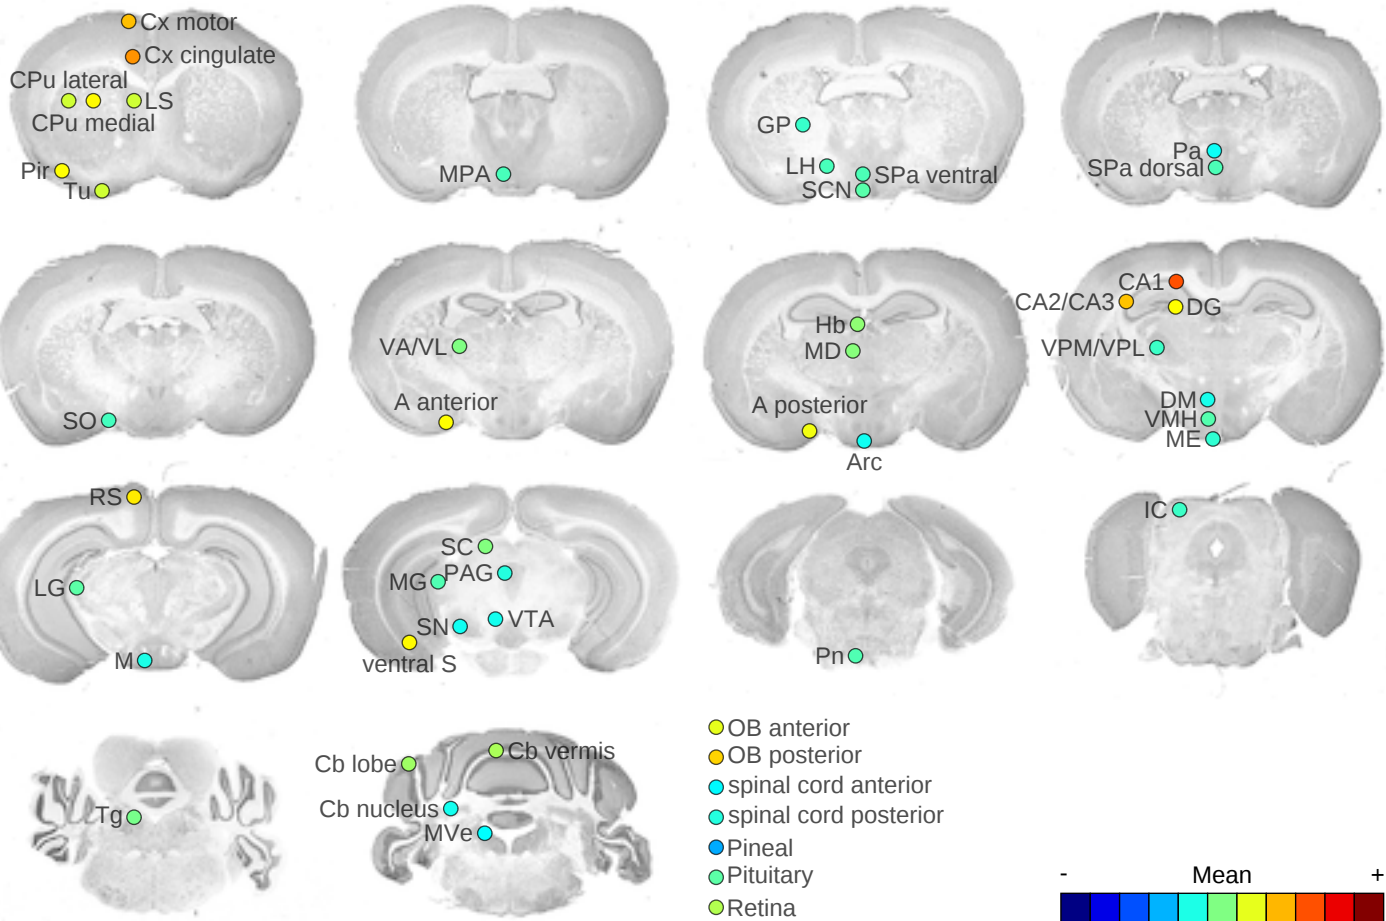 Cx motor
Cx cingulate
CPu lateral
LS
CPu medial
Pir
Tu
MPA
GP
LH
SPa ventral
SCN
Pa
SPa dorsal
SO
VA/VL
A anterior
Hb
MD
A posterior
Arc
CA1
CA2/CA3
DG
VPM/VPL
DM
VMH
ME
RS
LG
M
SC
MG
PAG
SN
VTA
ventral S
Pn
IC
Tg
Cb lobe
Cb vermis
Cb nucleus
MVe
OB anterior
OB posterior
spinal cord anterior
spinal cord posterior
Pineal
Pituitary
Retina
- Mean +